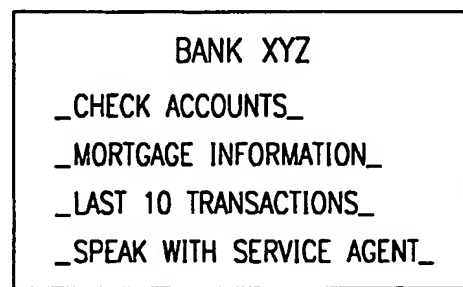 BANK XYZ
_CHECK ACCOUNTS_
_MORTGAGE INFORMATION_
_LAST 10 TRANSACTIONS_
_SPEAK WITH SERVICE AGENT_